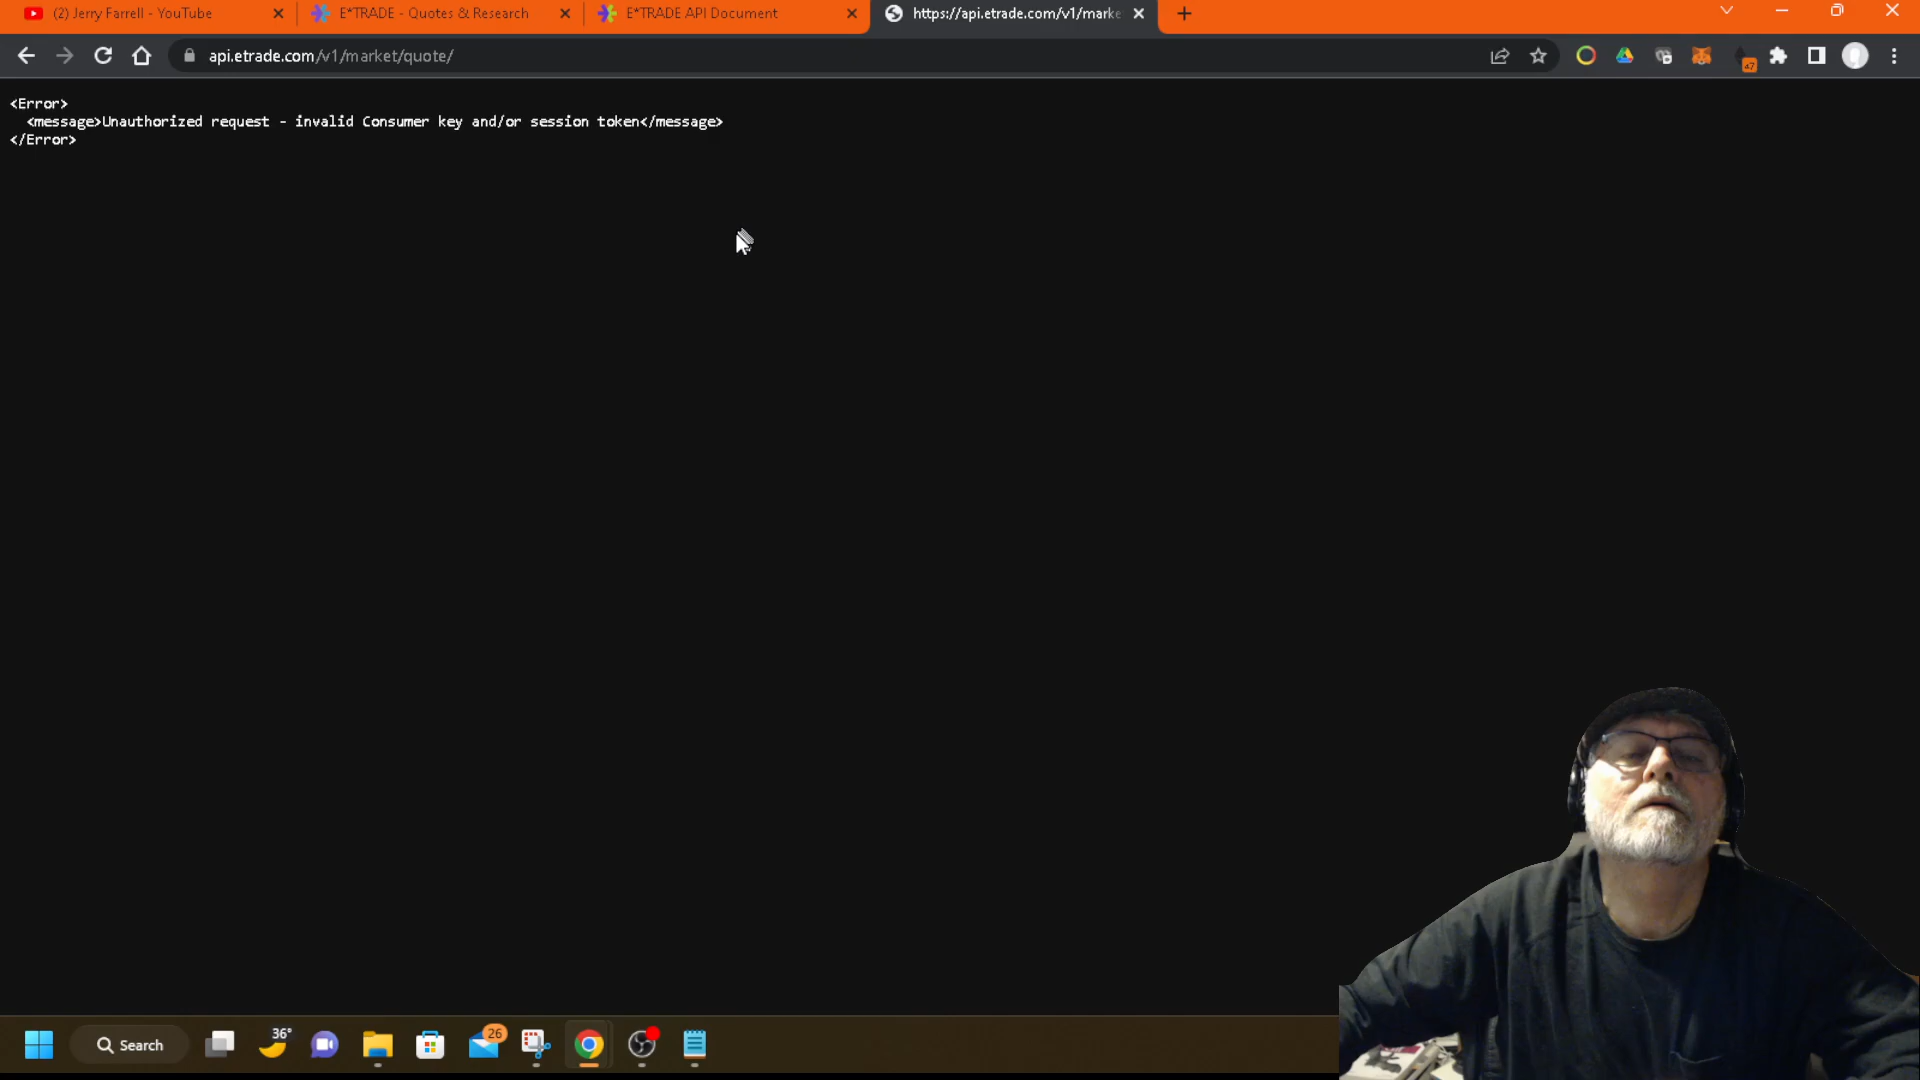 (2) Jerry Farrell - YouTube
E*TRADE - Quotes & Research
E*TRADE API Document
https://api.etrade.com/v1/marke
api.etrade.com/v1/market/quote/
47
<Error>
<message>Unauthorized request - invalid Consumer key and/or session token</message>
</Error>
Search
36°
26